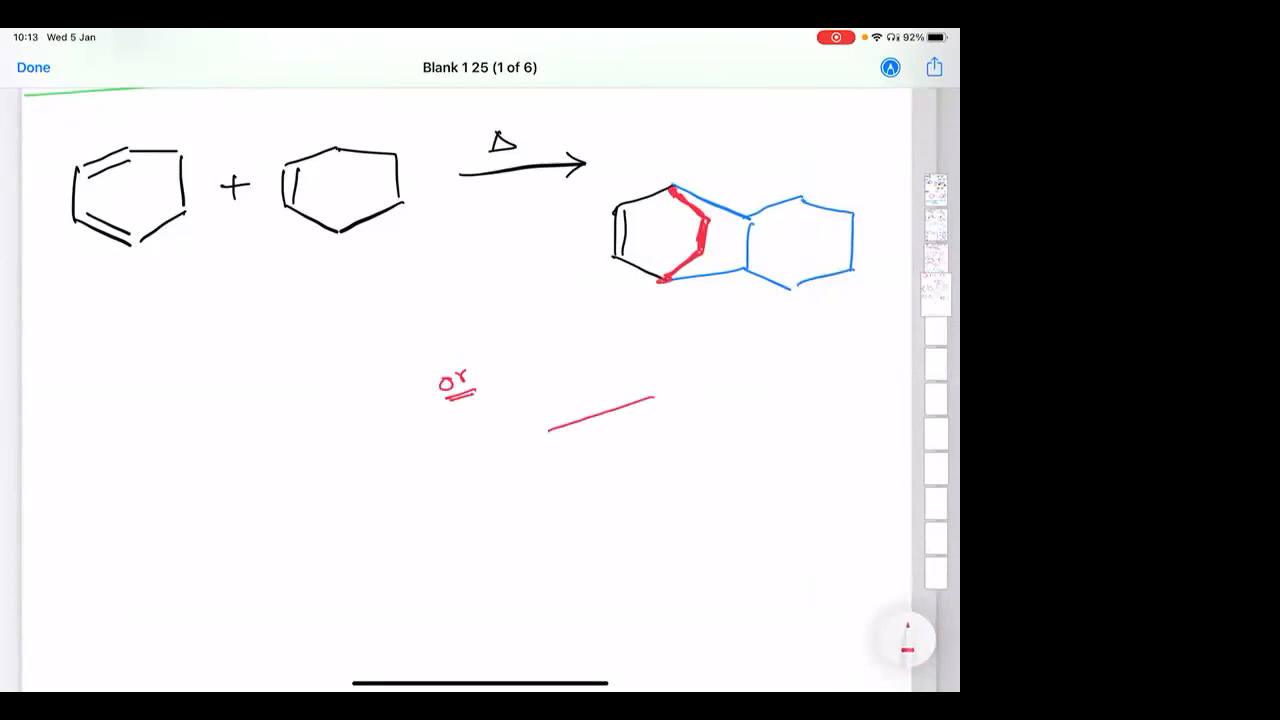 10:13 Wed 5 Jan
92%
Done
Blank 1 25 (1 of 6)
Δ
+
or